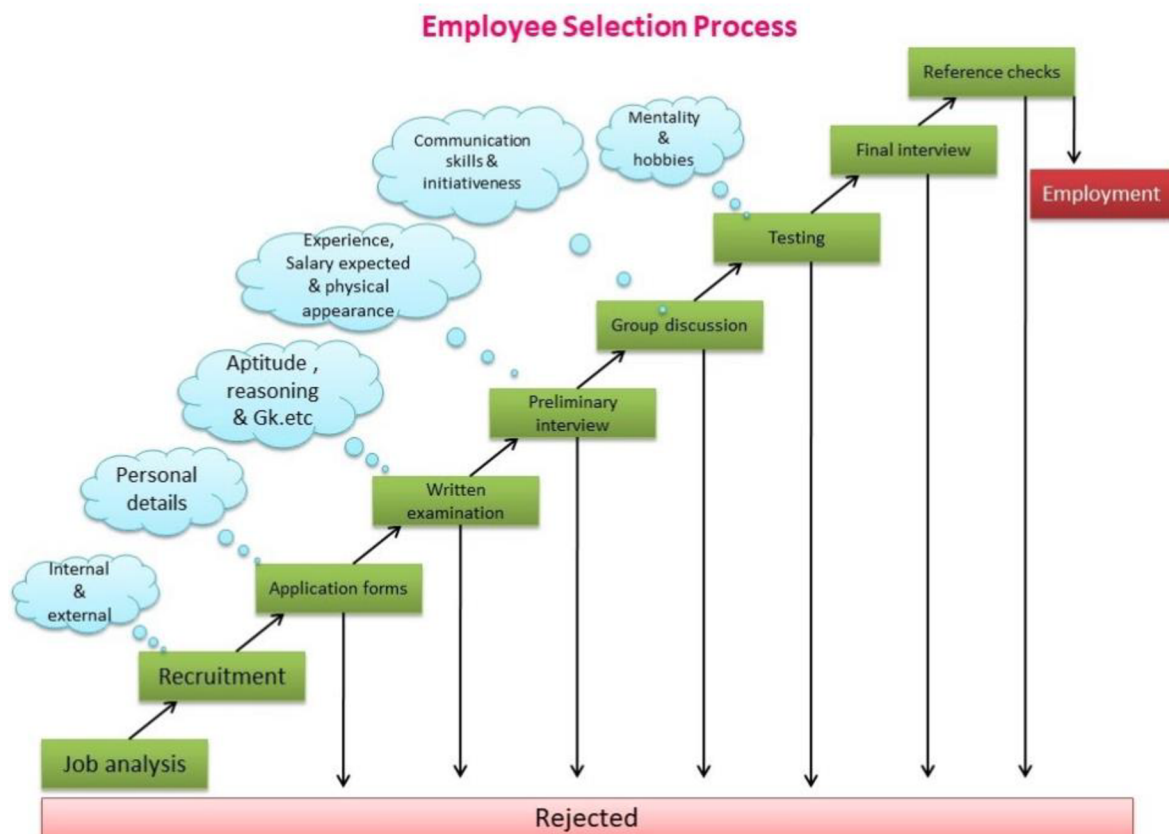 Employee Selection Process
Reference checks
Mentality
&
hobbies
Communication
skills &
initiativeness
Final interview
Employment
Experience,
Salary expected
& physical
appearance
Testing
Group discussion
Aptitude ,
reasoning
& Gk.etc
Preliminary
interview
Personal
details
Written
examination
Internal
&
external
Application forms
Recruitment
Job analysis
Rejected